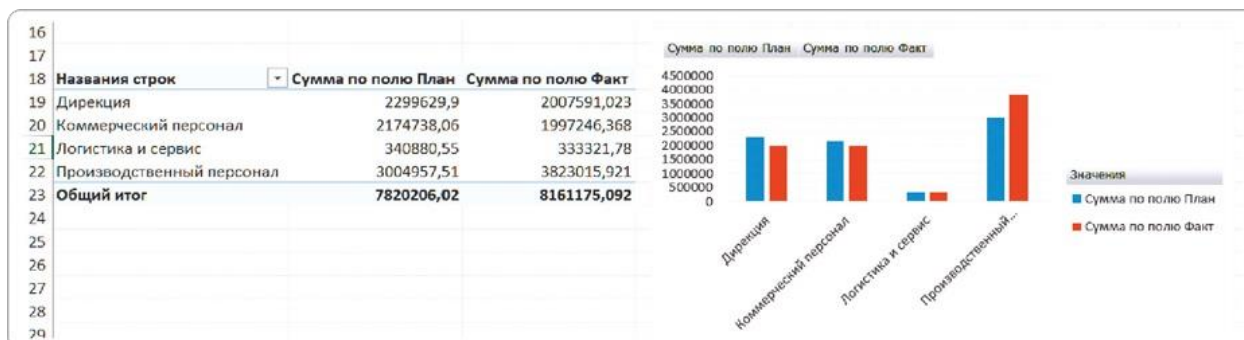 16
17
18 Названия строк Сумма по полю План Сумма по полю Факт
19 Дирекция 2299629,9 2007591,023
20 Коммерческий персонал 2174738,06 1997246,368
21 Логистика и сервис 340880,55 333321,78
22 Производственный персонал 3004957,51 3823015,921
23 Общий итог 7820206,02 8161175,092
24
25
26
27
28
29
Сумма по полю План Сумма по полю Факт
4500000
4000000
3500000
3000000
2500000
2000000
1500000
1000000
500000
0
Дирекция
Коммерческий персонал
Логистика и сервис
Производственный...
Значения
Сумма по полю План
Сумма по полю Факт